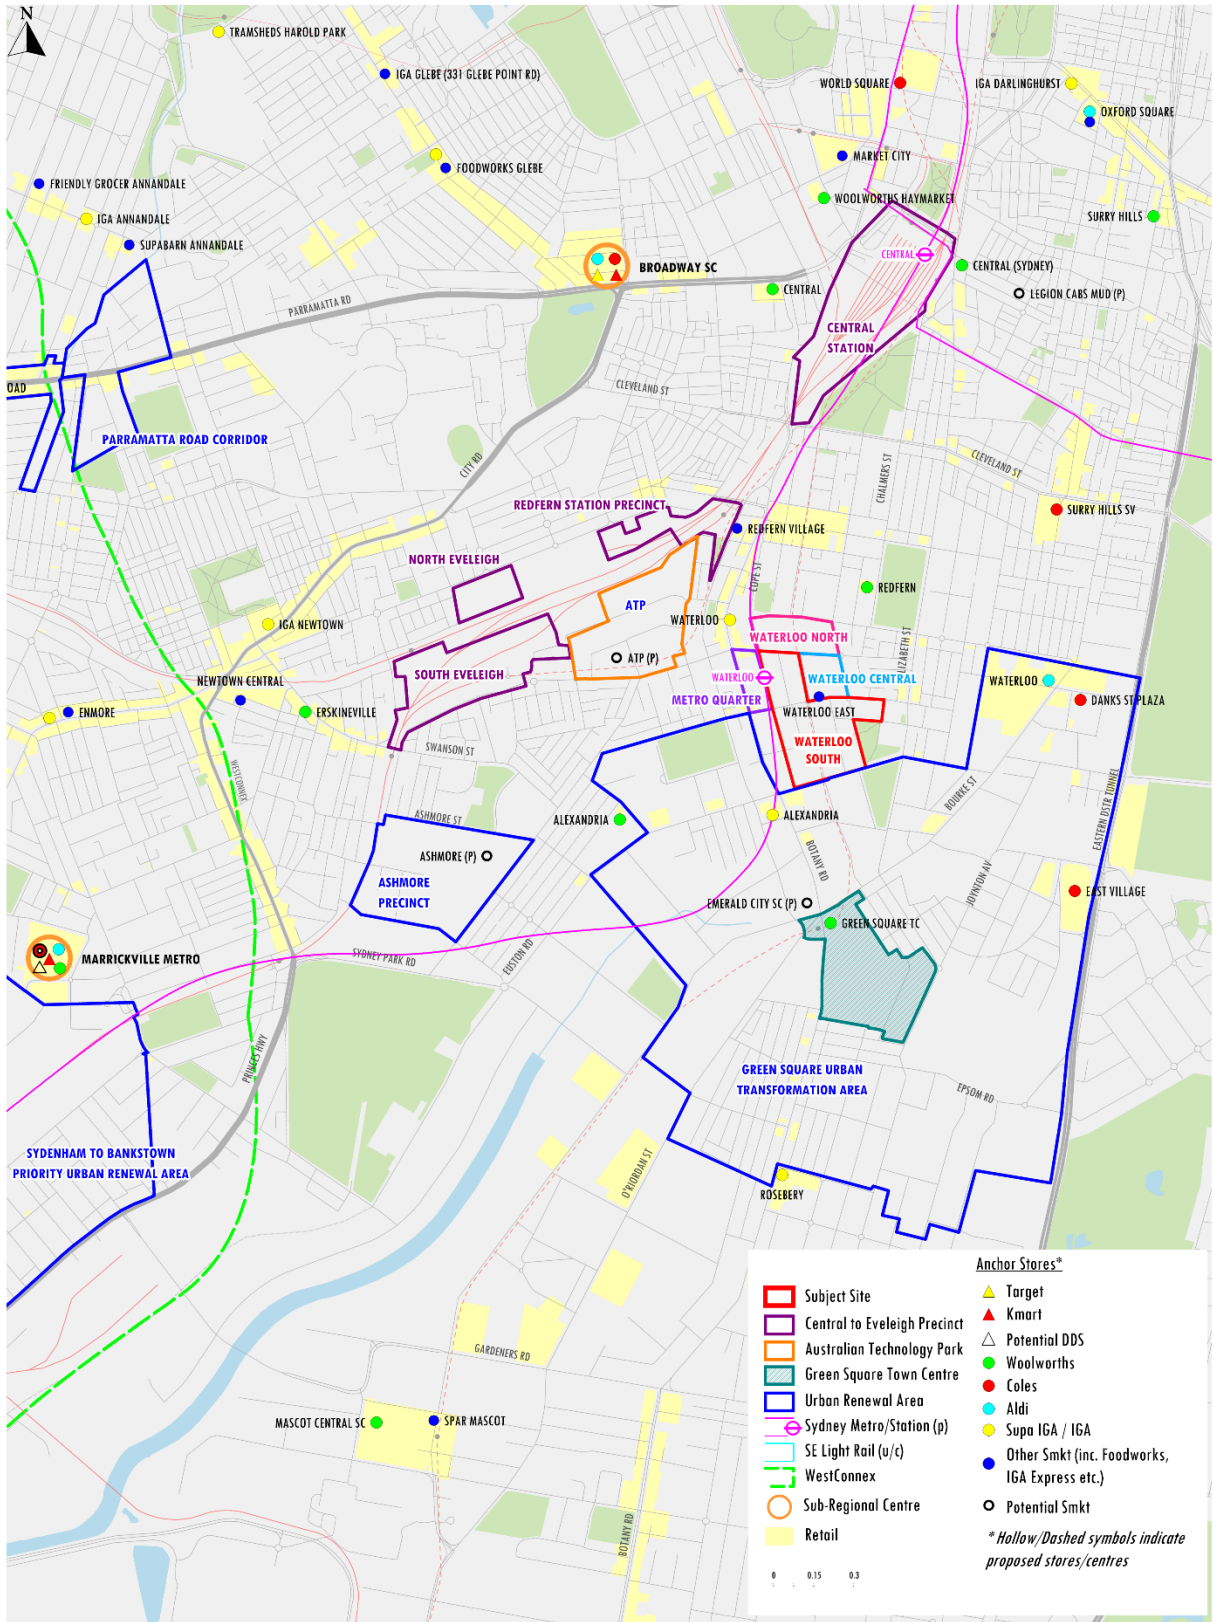 N
TRAMSHEDS HAROLD PARK
IGA GLEBE (331 GLEBE POINT RD)
WORLD SQUARE
IGA DARLINGHURST
OXFORD SQUARE
MARKET CITY
FOODWORKS GLEBE
FRIENDLY GROCER ANNANDALE
WOOLWORTHS HAYMARKET
IGA ANNANDALE
SURRY HILLS
SUPABARN ANNANDALE
CENTRAL
BROADWAY SC
CENTRAL (SYDNEY)
CENTRAL
LEGION CABS MUD (P)
PARRAMATTA RD
CENTRAL
STATION
CLEVELAND ST
OAD
PARRAMATTA ROAD CORRIDOR
CITY RD
CLEVELAND ST
CHALMERS ST
REDFERN STATION PRECINCT
SURRY HILLS SV
REDFERN VILLAGE
NORTH EVELEIGH
COPE ST
REDFERN
ATP
WATERLOO
IGA NEWTOWN
WATERLOO NORTH
LIZABETH ST
ATP (P)
SOUTH EVELEIGH
WATERLOO
WATERLOO CENTRAL
WATERLOO
NEWTOWN CENTRAL
METRO QUARTER
DANKS ST PLAZA
ENMORE
ERSKINEVILLE
WATERLOO EAST
SWANSON ST
WATERLOO
SOUTH
WESTCONNEX
BOURKE ST
EASTERN DSTR TUNNEL
ASHMORE ST
ALEXANDRIA
ALEXANDRIA
ASHMORE (P)
BOTANY RD
ASHMORE
PRECINCT
JOYNTON AV
EAST VILLAGE
EMERALD CITY SC (P)
GREEN SQUARE TC
MARRICKVILLE METRO
SYDNEY PARK RD
EUSTON RD
PRINCES HWY
GREEN SQUARE URBAN
TRANSFORMATION AREA
EPSOM RD
SYDENHAM TO BANKSTOWN
PRIORITY URBAN RENEWAL AREA
O'RIORDAN ST
ROSEBERY
GARDENERS RD
MASCOT CENTRAL SC
SPAR MASCOT
BOTANY RD
Subject Site
Central to Eveleigh Precinct
Australian Technology Park
Green Square Town Centre
Urban Renewal Area
Sydney Metro/Station (p)
SE Light Rail (u/c)
WestConnex
Sub-Regional Centre
Retail
0 0.15 0.3
Anchor Stores*
Target
Kmart
Potential DDS
Woolworths
Coles
Aldi
Supa IGA / IGA
Other Smkt (inc. Foodworks,
IGA Express etc.)
Potential Smkt
* Hollow/Dashed symbols indicate
proposed stores/centres